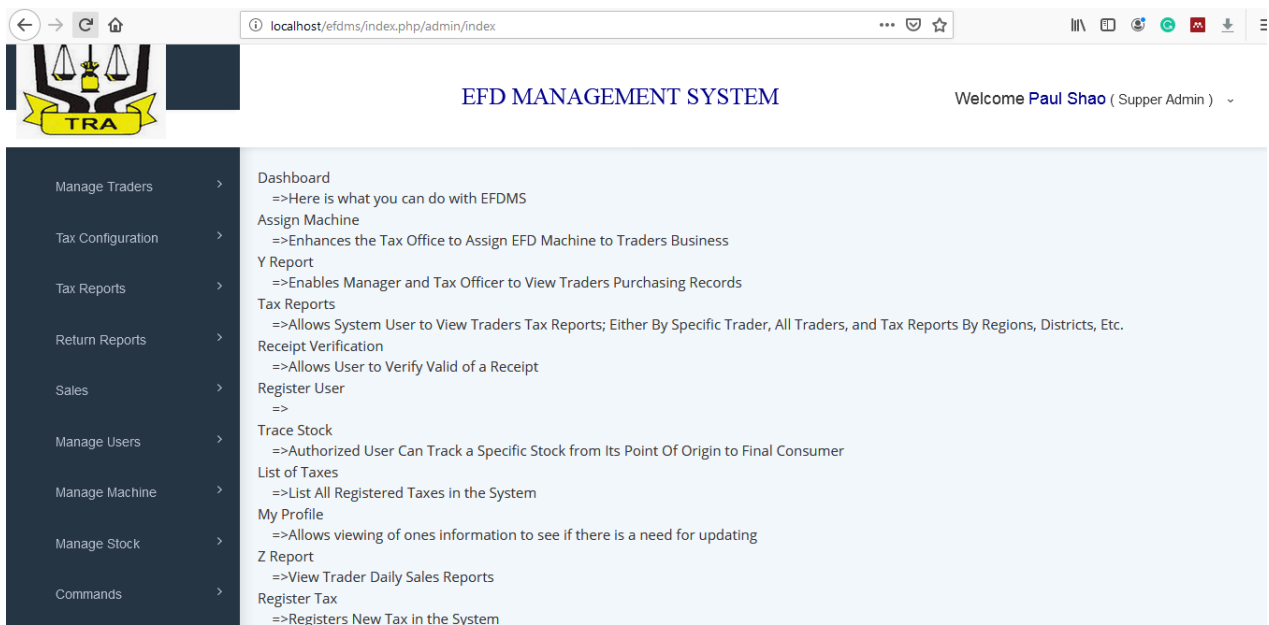 localhost/efdms/index.php/admin/index
TRA
EFD MANAGEMENT SYSTEM
Welcome Paul Shao ( Supper Admin )
Manage Traders
Tax Configuration
Tax Reports
Return Reports
Sales
Manage Users
Manage Machine
Manage Stock
Commands
Dashboard
=>Here is what you can do with EFDMS
Assign Machine
=>Enhances the Tax Office to Assign EFD Machine to Traders Business
Y Report
=>Enables Manager and Tax Officer to View Traders Purchasing Records
Tax Reports
=>Allows System User to View Traders Tax Reports; Either By Specific Trader, All Traders, and Tax Reports By Regions, Districts, Etc.
Receipt Verification
=>Allows User to Verify Valid of a Receipt
Register User
=>
Trace Stock
=>Authorized User Can Track a Specific Stock from Its Point Of Origin to Final Consumer
List of Taxes
=>List All Registered Taxes in the System
My Profile
=>Allows viewing of ones information to see if there is a need for updating
Z Report
=>View Trader Daily Sales Reports
Register Tax
=>Registers New Tax in the System